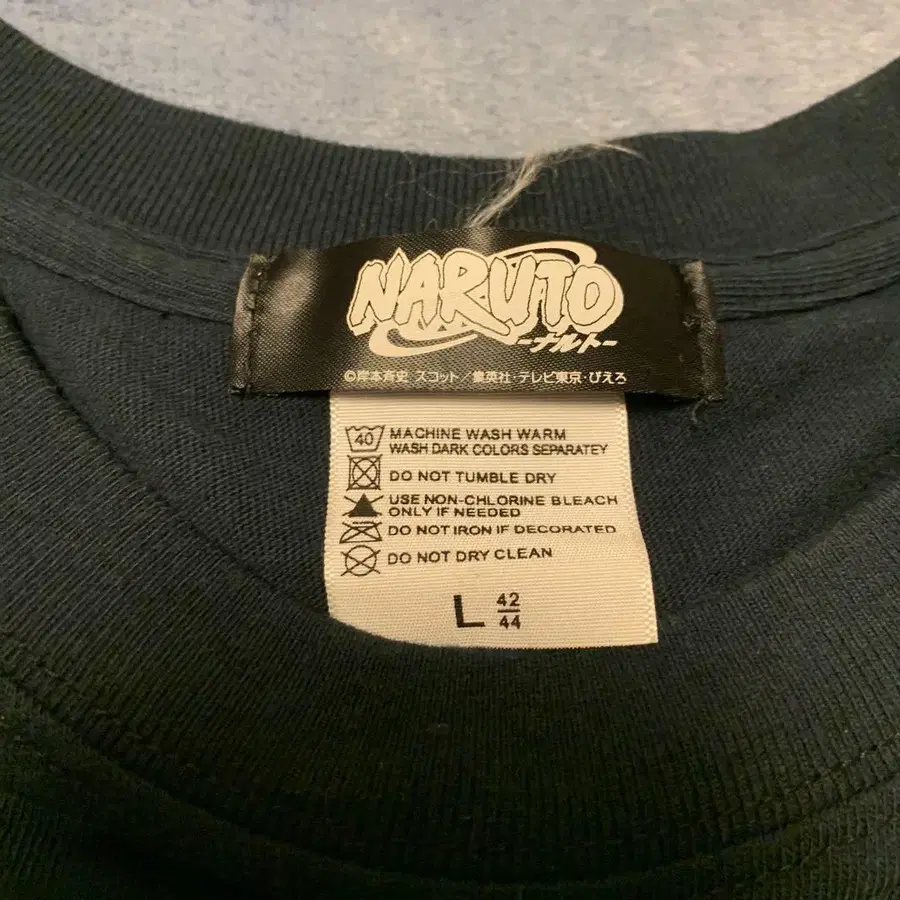 NARUTO
-ナルト-
©岸本斉史 スコット/集英社・テレビ東京・ぴえろ
40 MACHINE WASH WARM
WASH DARK COLORS SEPARATEY
DO NOT TUMBLE DRY
USE NON-CHLORINE BLEACH
ONLY IF NEEDED
DO NOT IRON IF DECORATED
DO NOT DRY CLEAN
L 42/44